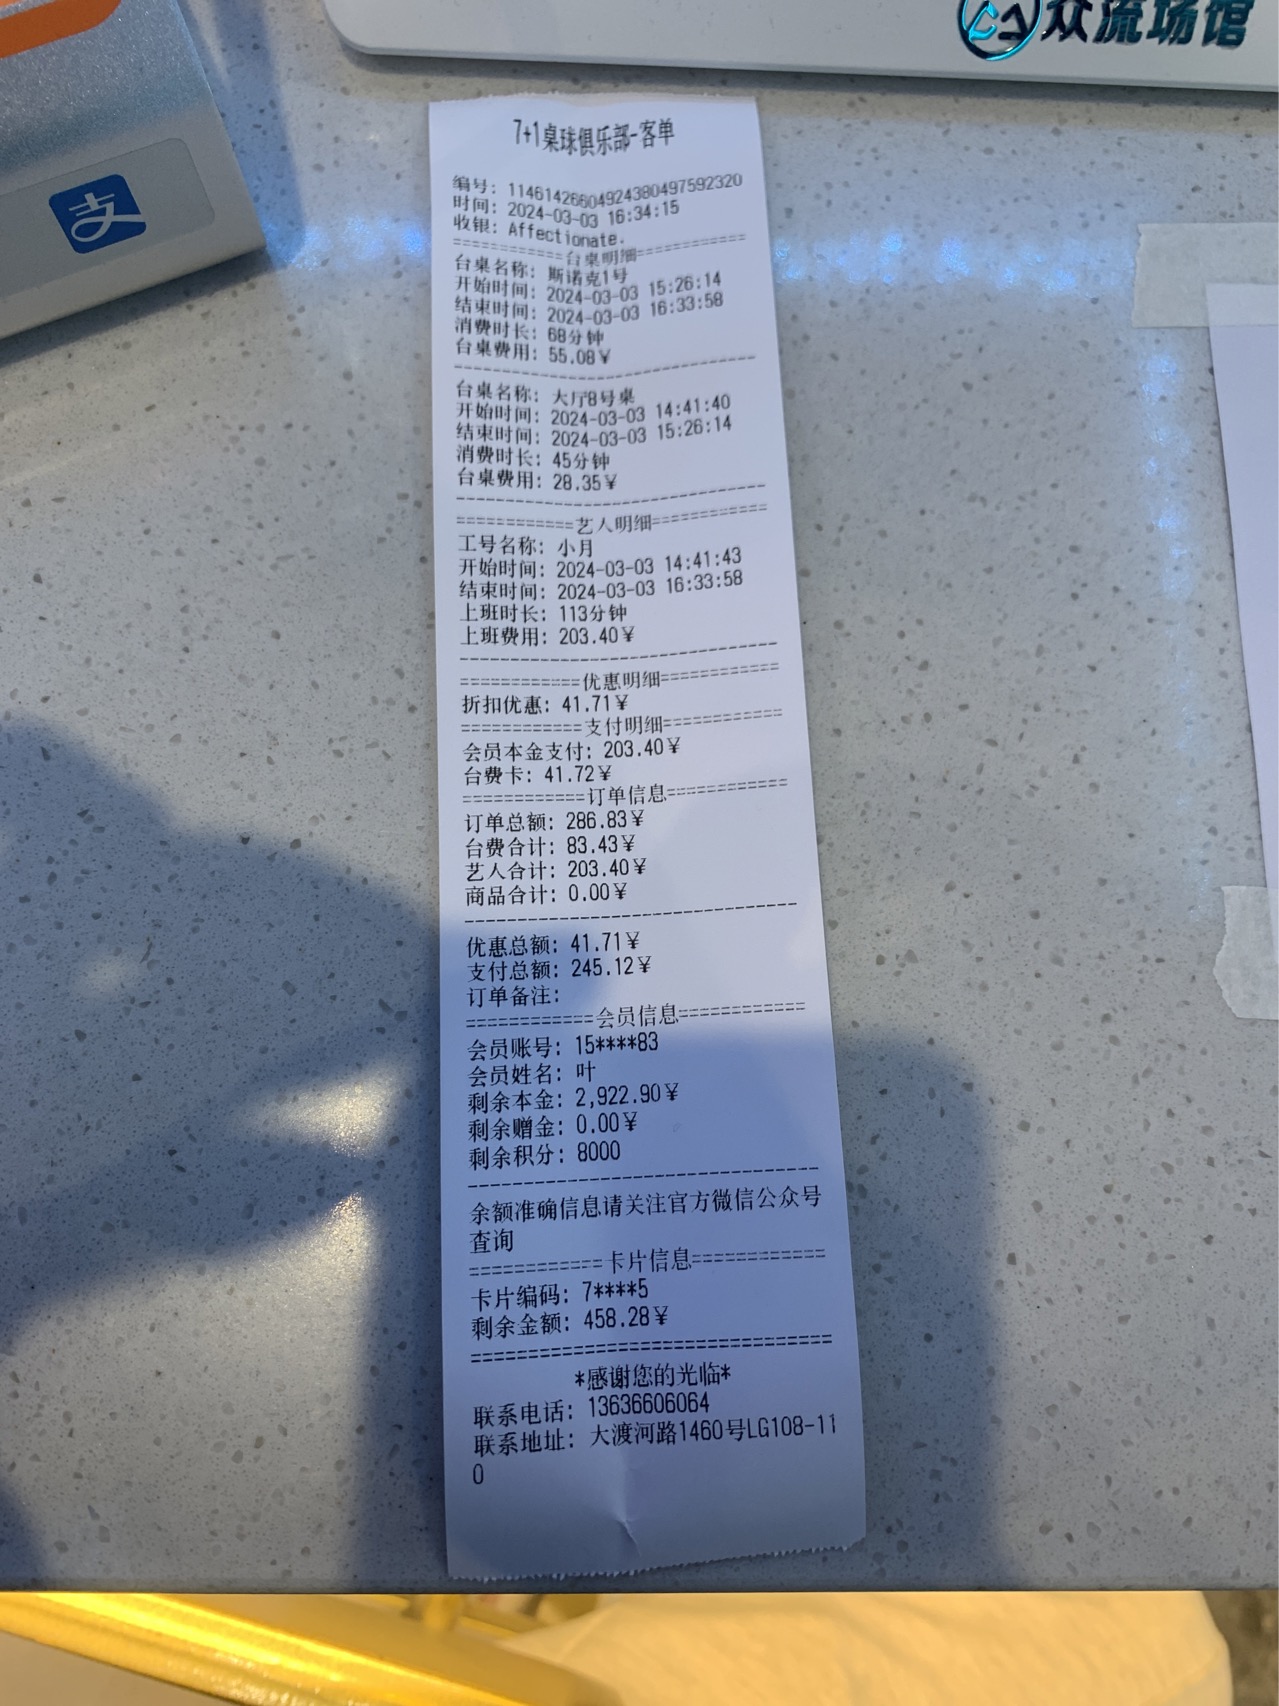 众流场馆
支
7+1桌球俱乐部-客单
编号: 11461426604924380497592320
时间: 2024-03-03 16:34:15
收银: Affectionate.
============台桌明细============
台桌名称: 斯诺克1号
开始时间: 2024-03-03 15:26:14
结束时间: 2024-03-03 16:33:58
消费时长: 68分钟
台桌费用: 55.08¥
--------------------------------
台桌名称: 大厅8号桌
开始时间: 2024-03-03 14:41:40
结束时间: 2024-03-03 15:26:14
消费时长: 45分钟
台桌费用: 28.35¥
--------------------------------
============艺人明细============
工号名称: 小月
开始时间: 2024-03-03 14:41:43
结束时间: 2024-03-03 16:33:58
上班时长: 113分钟
上班费用: 203.40¥
--------------------------------
============优惠明细============
折扣优惠: 41.71¥
============支付明细============
会员本金支付: 203.40¥
台费卡: 41.72¥
============订单信息============
订单总额: 286.83¥
台费合计: 83.43¥
艺人合计: 203.40¥
商品合计: 0.00¥
--------------------------------
优惠总额: 41.71¥
支付总额: 245.12¥
订单备注:
============会员信息============
会员账号: 15****83
会员姓名: 叶
剩余本金: 2,922.90¥
剩余赠金: 0.00¥
剩余积分: 8000
--------------------------------
余额准确信息请关注官方微信公众号
查询
============卡片信息============
卡片编码: 7****5
剩余金额: 458.28¥
================================
*感谢您的光临*
联系电话: 13636606064
联系地址: 大渡河路1460号LG108-11
0